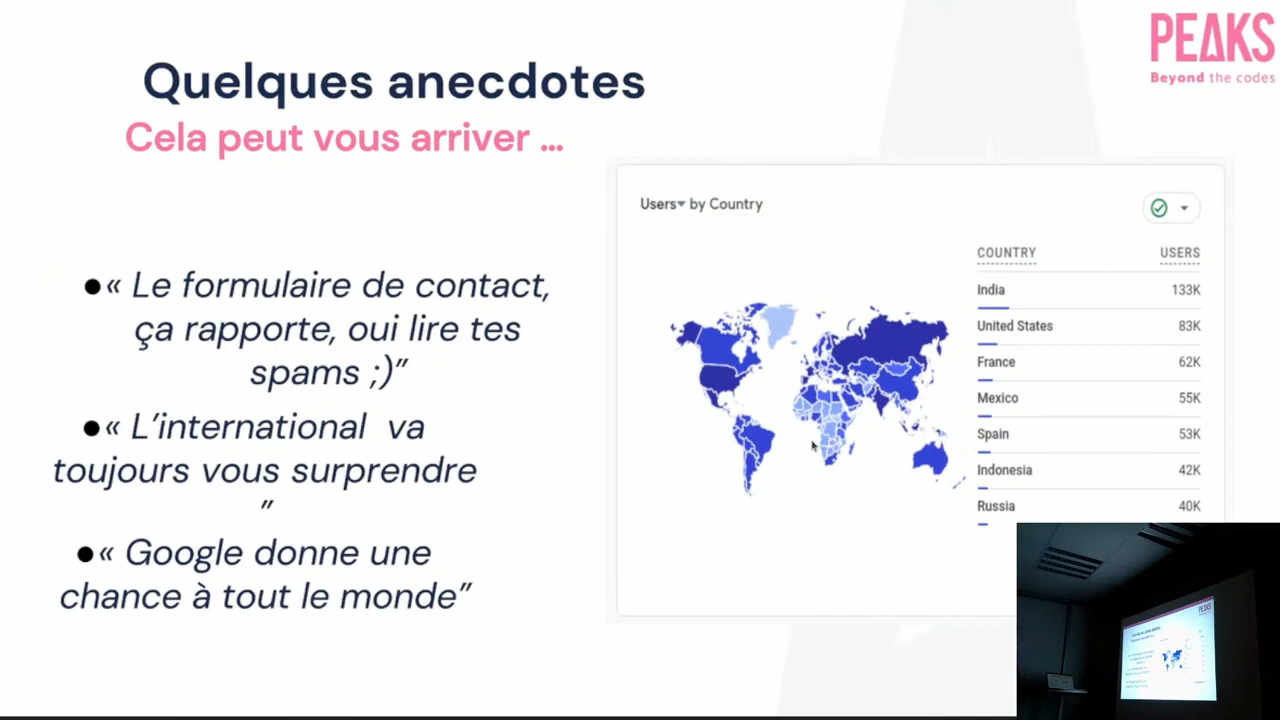 PEAKS
Beyond the codes
Quelques anecdotes
Cela peut vous arriver ...
●« Le formulaire de contact,
ça rapporte, oui lire tes
spams ;)”
●« L’international va
toujours vous surprendre
”
●« Google donne une
chance à tout le monde”
Users▾ by Country
COUNTRY USERS
India 133K
United States 83K
France 62K
Mexico 55K
Spain 53K
Indonesia 42K
Russia 40K
PEAKS